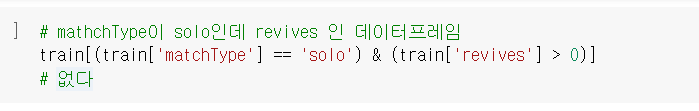 ] # mathchType이 solo인데 revives 인 데이터프레임
train[(train['matchType'] == 'solo') & (train['revives'] > 0)]
# 없다